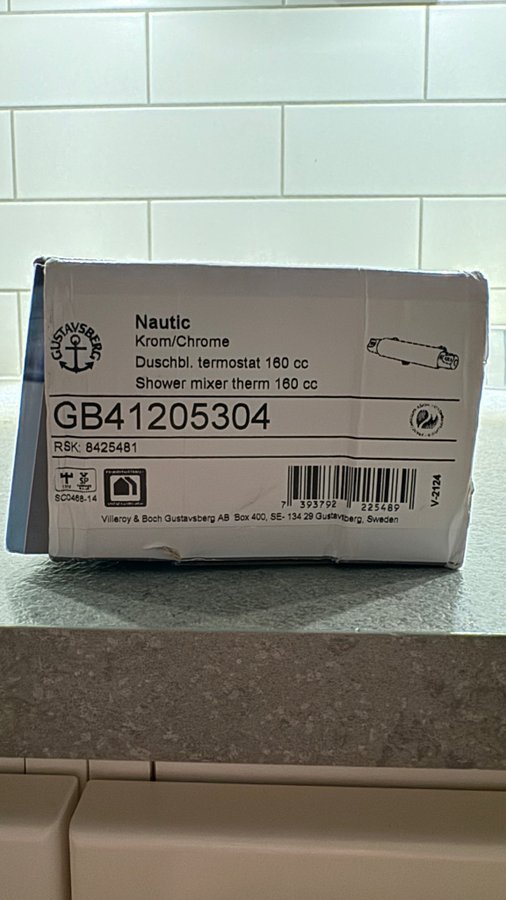 GUSTAVSBERG
Nautic
Krom/Chrome
Duschbl. termostat 160 cc
Shower mixer therm 160 cc
GB41205304
RSK: 8425481
SP
SC0468-14
7 393792 225489
V-2124
Villeroy & Boch Gustavsberg AB Box 400, SE- 134 29 Gustavsberg, Sweden